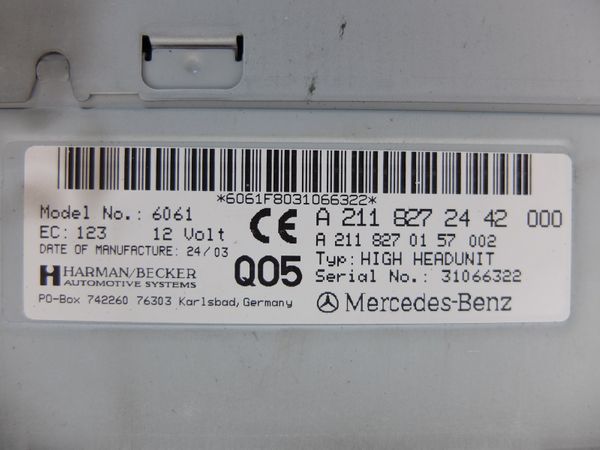 *6061F8031066322*
Model No.: 6061
EC: 123 12 Volt
DATE OF MANUFACTURE: 24/03
HARMAN/BECKER
AUTOMOTIVE SYSTEMS
PO-Box 742260 76303 Karlsbad, Germany
CE
Q05
A 211 827 24 42 000
A 211 827 01 57 002
Typ: HIGH HEADUNIT
Serial No.: 31066322
Mercedes-Benz